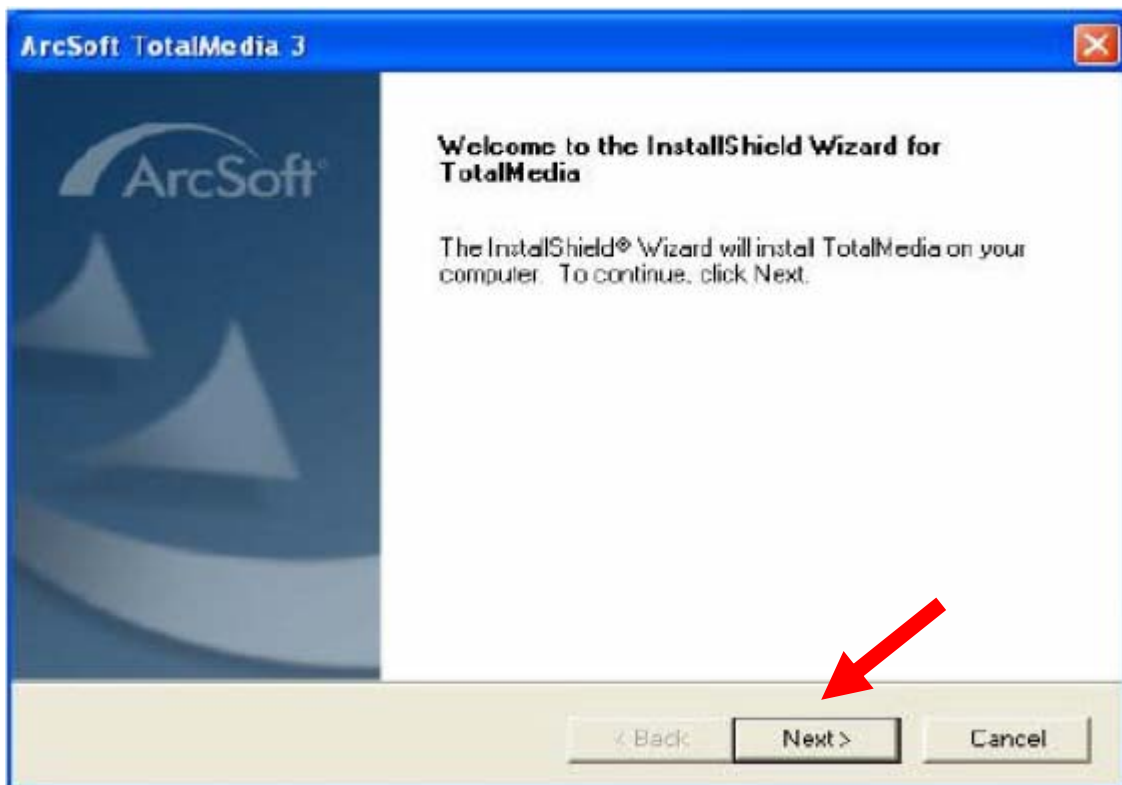 ArcSoft TotalMedia 3
ArcSoft®
Welcome to the InstallShield Wizard for
TotalMedia
The InstallShield® Wizard will install TotalMedia on your
computer. To continue, click Next.
< Back
Next >
Cancel